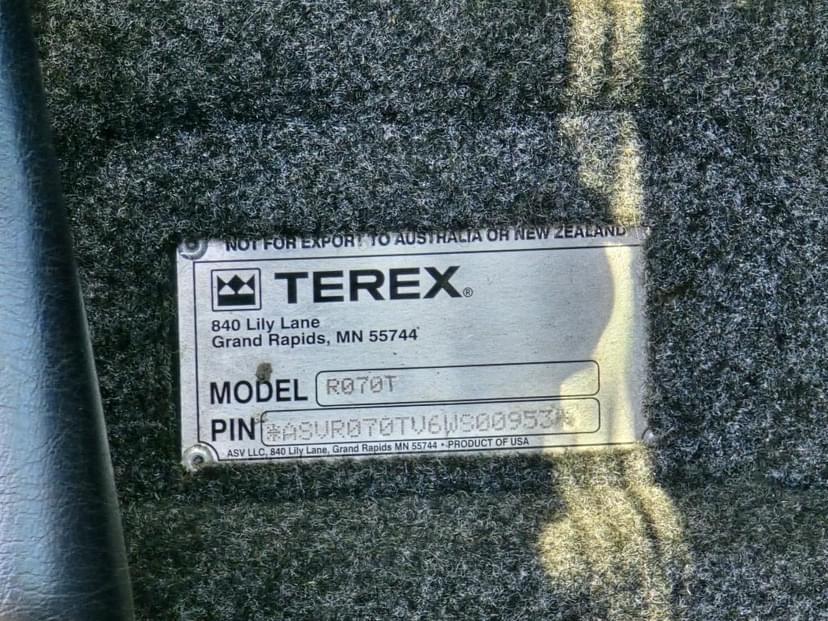 NOT FOR EXPORT TO AUSTRALIA OR NEW ZEALAND
TEREX®
840 Lily Lane
Grand Rapids, MN 55744
MODEL R070T
PIN *ASVR070TV6WS00953*
ASV LLC, 840 Lily Lane, Grand Rapids MN 55744 • PRODUCT OF USA